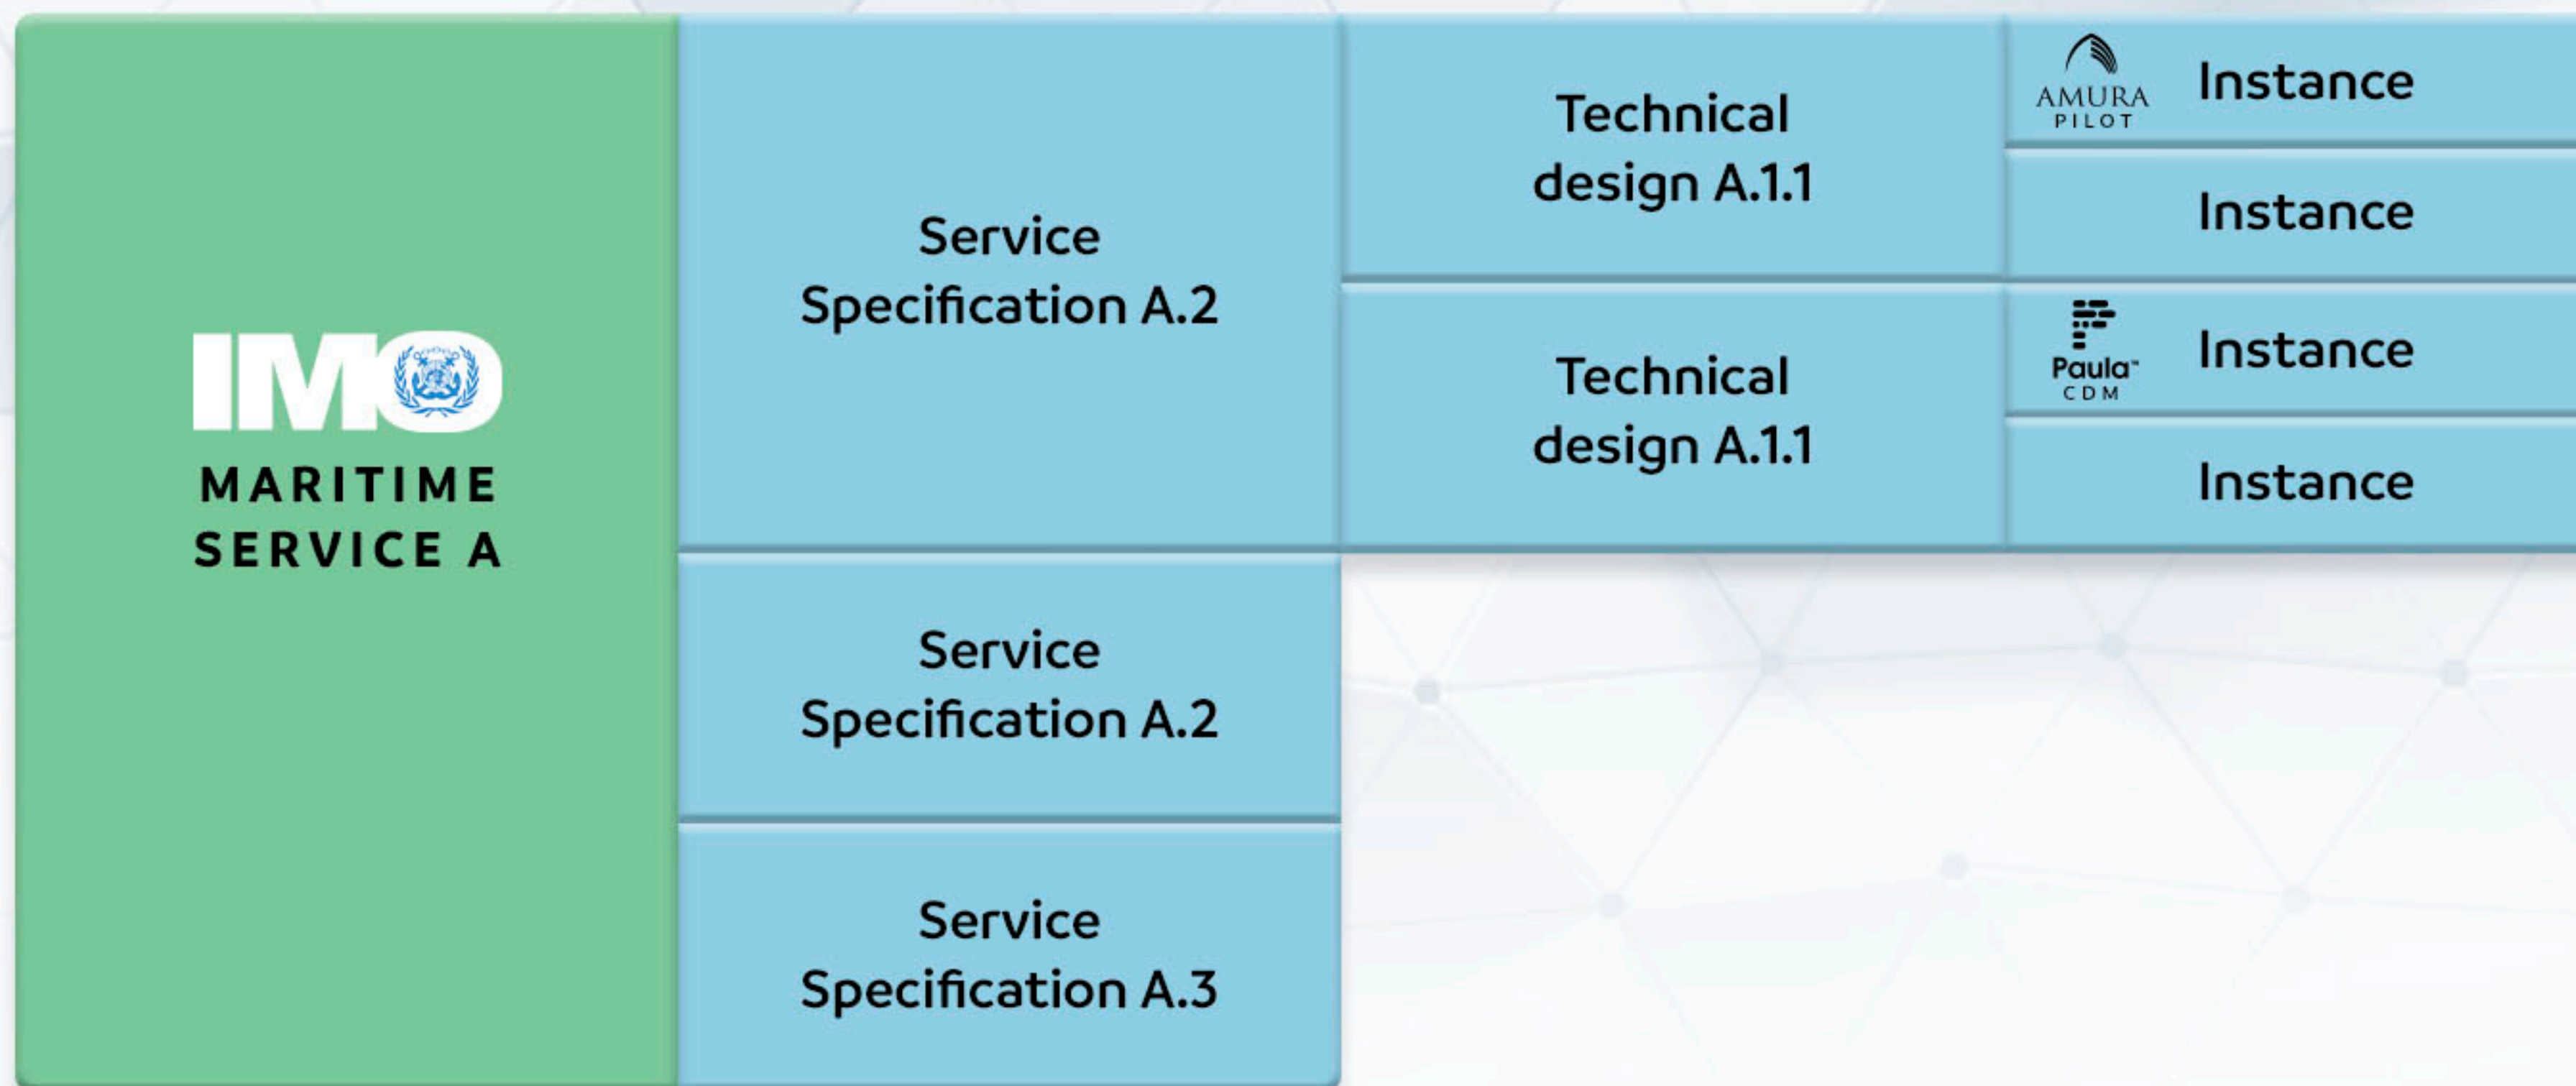 IMO
MARITIME
SERVICE A
Service
Specification A.2
Service
Specification A.2
Service
Specification A.3
Technical
design A.1.1
Technical
design A.1.1
AMURA
PILOT
Instance
Instance
Paula™
CDM
Instance
Instance